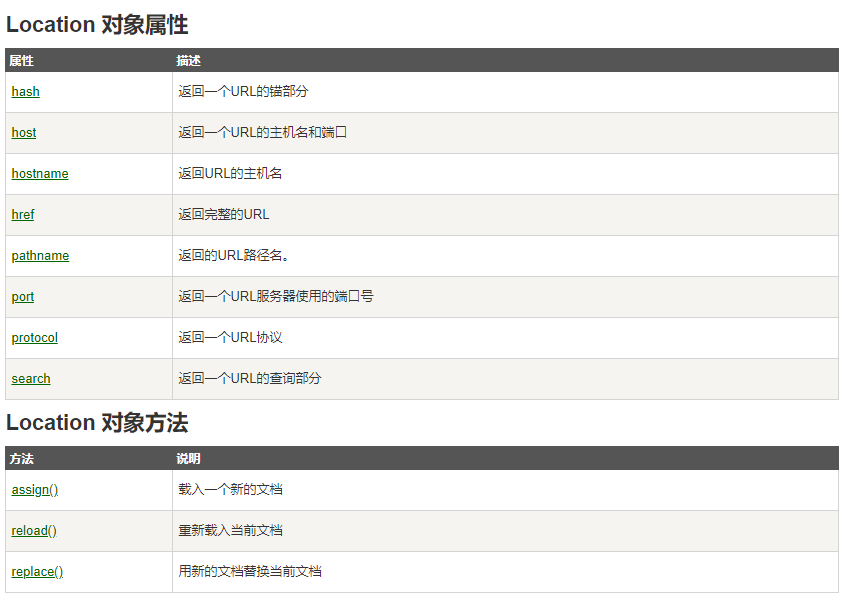 Location 对象属性
属性 描述
hash 返回一个URL的锚部分
host 返回一个URL的主机名和端口
hostname 返回URL的主机名
href 返回完整的URL
pathname 返回的URL路径名。
port 返回一个URL服务器使用的端口号
protocol 返回一个URL协议
search 返回一个URL的查询部分
Location 对象方法
方法 说明
assign() 载入一个新的文档
reload() 重新载入当前文档
replace() 用新的文档替换当前文档